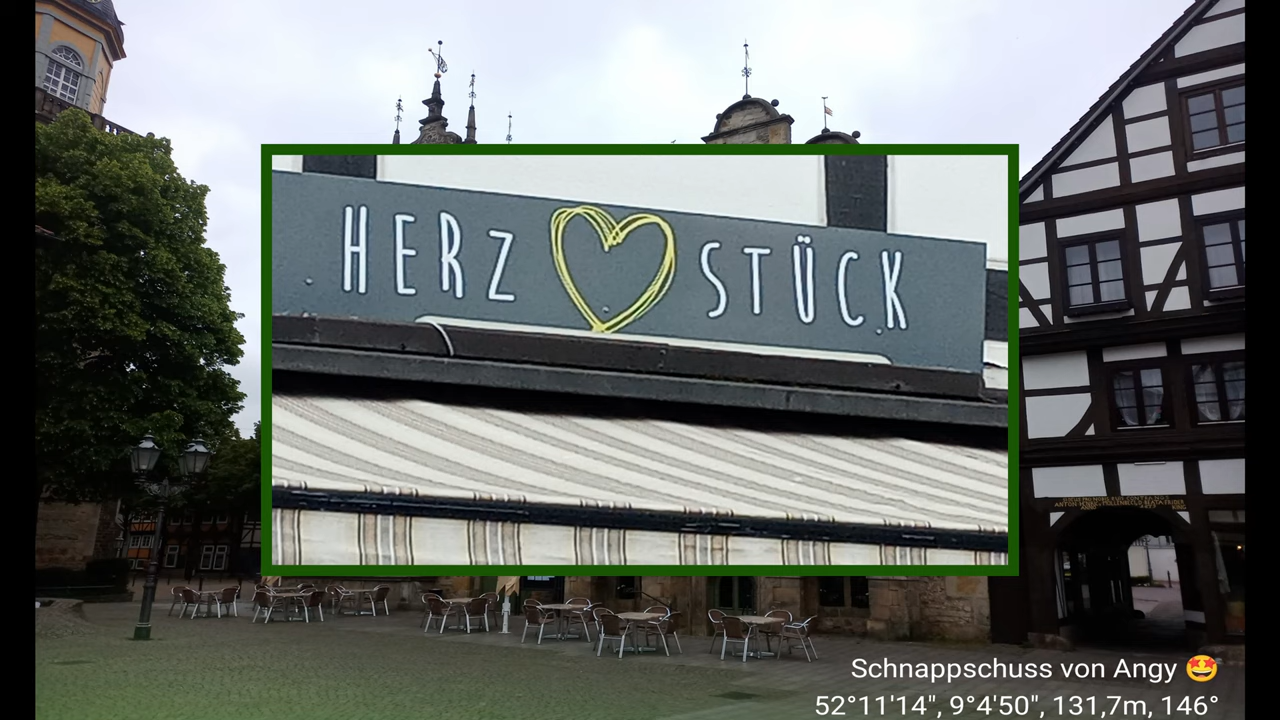 HERZ STÜCK
Schnappschuss von Angy 🤩
52°11'14", 9°4'50", 131,7m, 146°